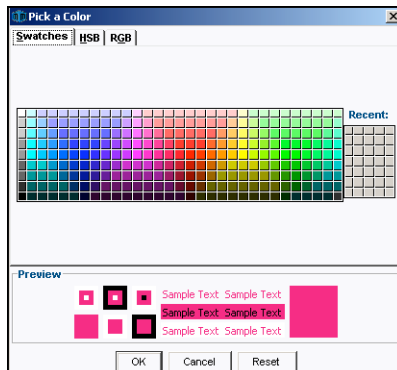 Pick a Color
Swatches HSB RGB
Recent:
Preview
Sample Text Sample Text
Sample Text Sample Text
Sample Text Sample Text
OK Cancel Reset